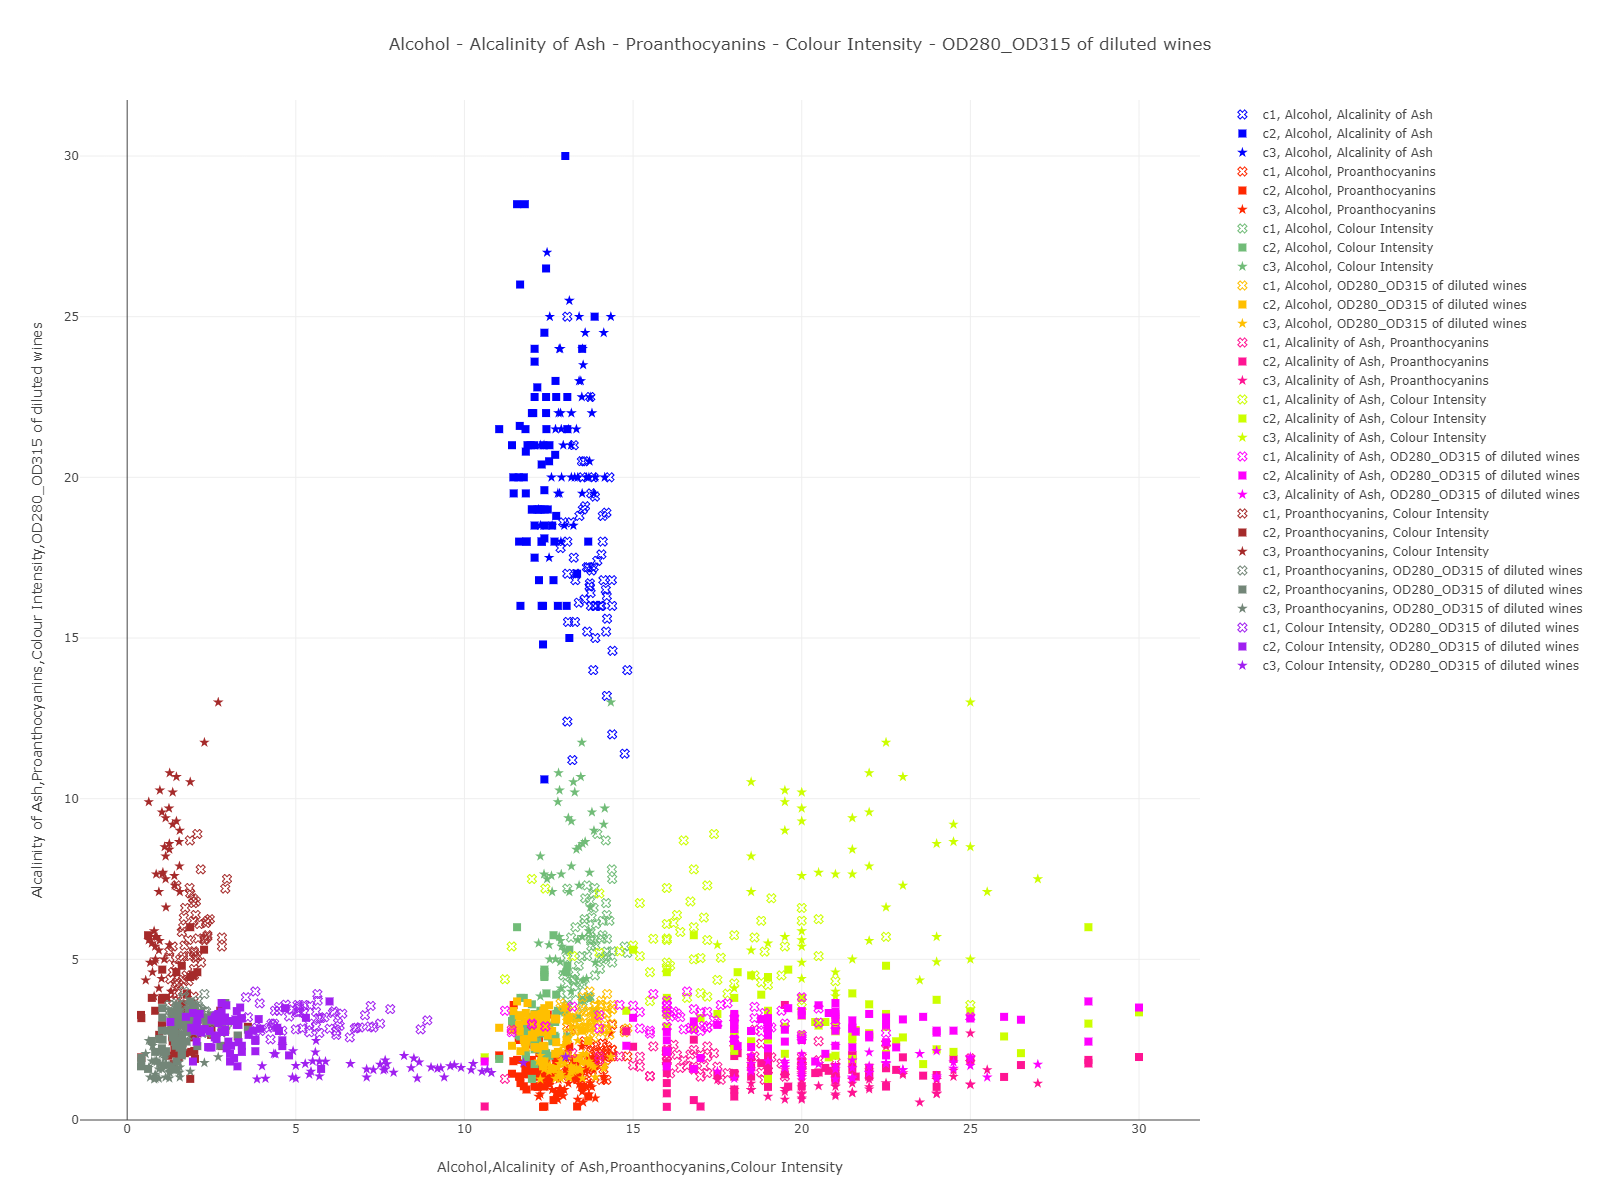 Alcohol - Alcalinity of Ash - Proanthocyanins - Colour Intensity - OD280_OD315 of diluted wines
c1, Alcohol, Alcalinity of Ash
c2, Alcohol, Alcalinity of Ash
c3, Alcohol, Alcalinity of Ash
c1, Alcohol, Proanthocyanins
c2, Alcohol, Proanthocyanins
c3, Alcohol, Proanthocyanins
c1, Alcohol, Colour Intensity
c2, Alcohol, Colour Intensity
c3, Alcohol, Colour Intensity
c1, Alcohol, OD280_OD315 of diluted wines
c2, Alcohol, OD280_OD315 of diluted wines
c3, Alcohol, OD280_OD315 of diluted wines
c1, Alcalinity of Ash, Proanthocyanins
c2, Alcalinity of Ash, Proanthocyanins
c3, Alcalinity of Ash, Proanthocyanins
c1, Alcalinity of Ash, Colour Intensity
c2, Alcalinity of Ash, Colour Intensity
c3, Alcalinity of Ash, Colour Intensity
c1, Alcalinity of Ash, OD280_OD315 of diluted wines
c2, Alcalinity of Ash, OD280_OD315 of diluted wines
c3, Alcalinity of Ash, OD280_OD315 of diluted wines
c1, Proanthocyanins, Colour Intensity
c2, Proanthocyanins, Colour Intensity
c3, Proanthocyanins, Colour Intensity
c1, Proanthocyanins, OD280_OD315 of diluted wines
c2, Proanthocyanins, OD280_OD315 of diluted wines
c3, Proanthocyanins, OD280_OD315 of diluted wines
c1, Colour Intensity, OD280_OD315 of diluted wines
c2, Colour Intensity, OD280_OD315 of diluted wines
c3, Colour Intensity, OD280_OD315 of diluted wines
Alcalinity of Ash,Proanthocyanins,Colour Intensity,OD280_OD315 of diluted wines
30
25
20
15
10
5
0
0 5 10 15 20 25 30
Alcohol,Alcalinity of Ash,Proanthocyanins,Colour Intensity